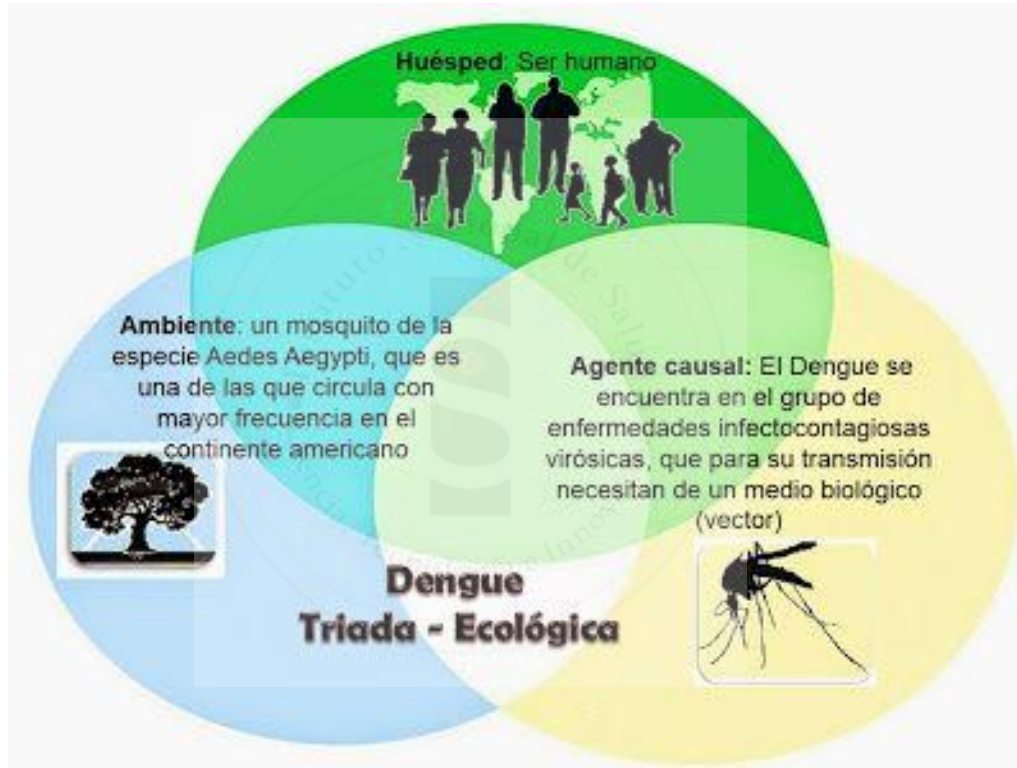 Huésped: Ser humano
Ambiente: un mosquito de la
especie Aedes Aegypti, que es
una de las que circula con
mayor frecuencia en el
continente americano
Agente causal: El Dengue se
encuentra en el grupo de
enfermedades infectocontagiosas
virósicas, que para su transmisión
necesitan de un medio biológico
(vector)
Dengue
Triada - Ecológica